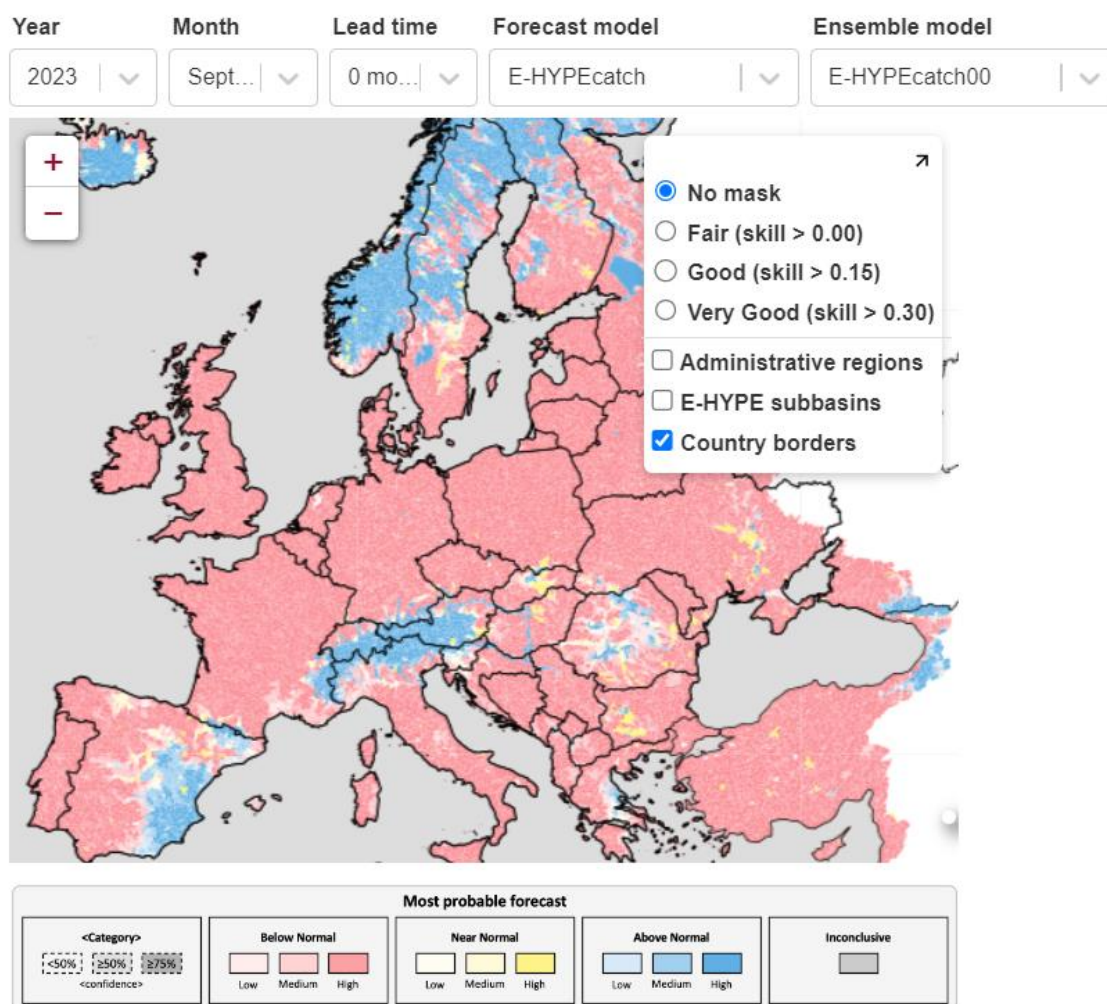 Year Month Lead time Forecast model Ensemble model
2023 Sept... 0 mo... E-HYPEcatch E-HYPEcatch00
+
−
No mask
Fair (skill > 0.00)
Good (skill > 0.15)
Very Good (skill > 0.30)
Administrative regions
E-HYPE subbasins
Country borders
Most probable forecast
<Category> Below Normal Near Normal Above Normal Inconclusive
<50% ≥50% ≥75%
<confidence> Low Medium High Low Medium High Low Medium High